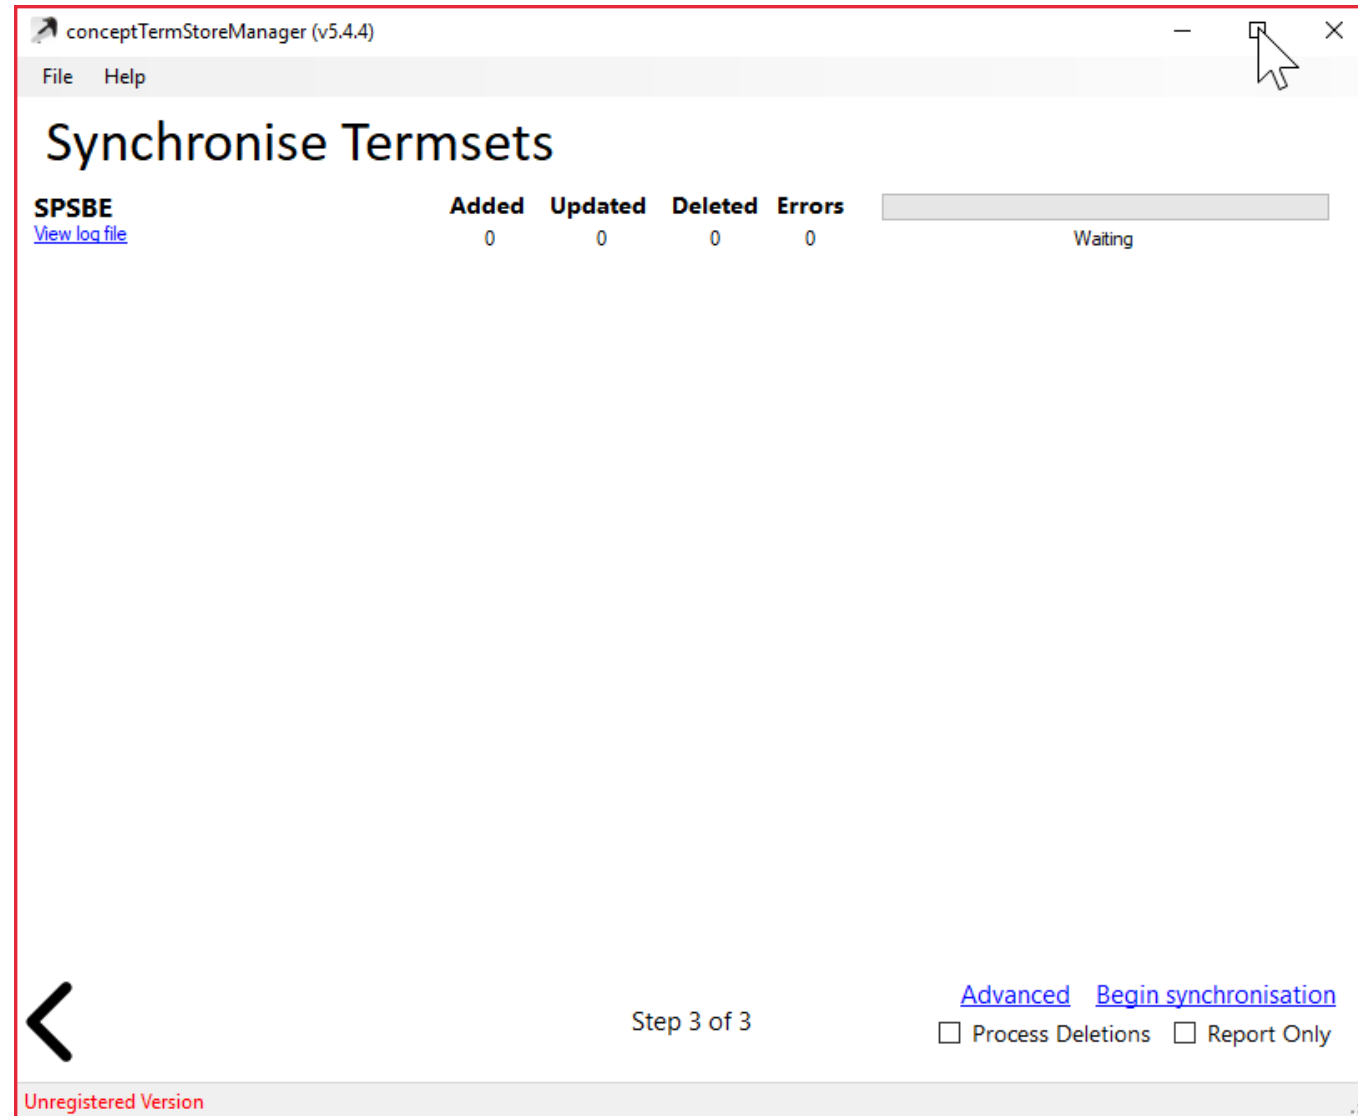 conceptTermStoreManager (v5.4.4)
File Help
Synchronise Termsets
SPSBE Added Updated Deleted Errors
View log file 0 0 0 0 Waiting
Advanced Begin synchronisation
Step 3 of 3
Process Deletions Report Only
Unregistered Version